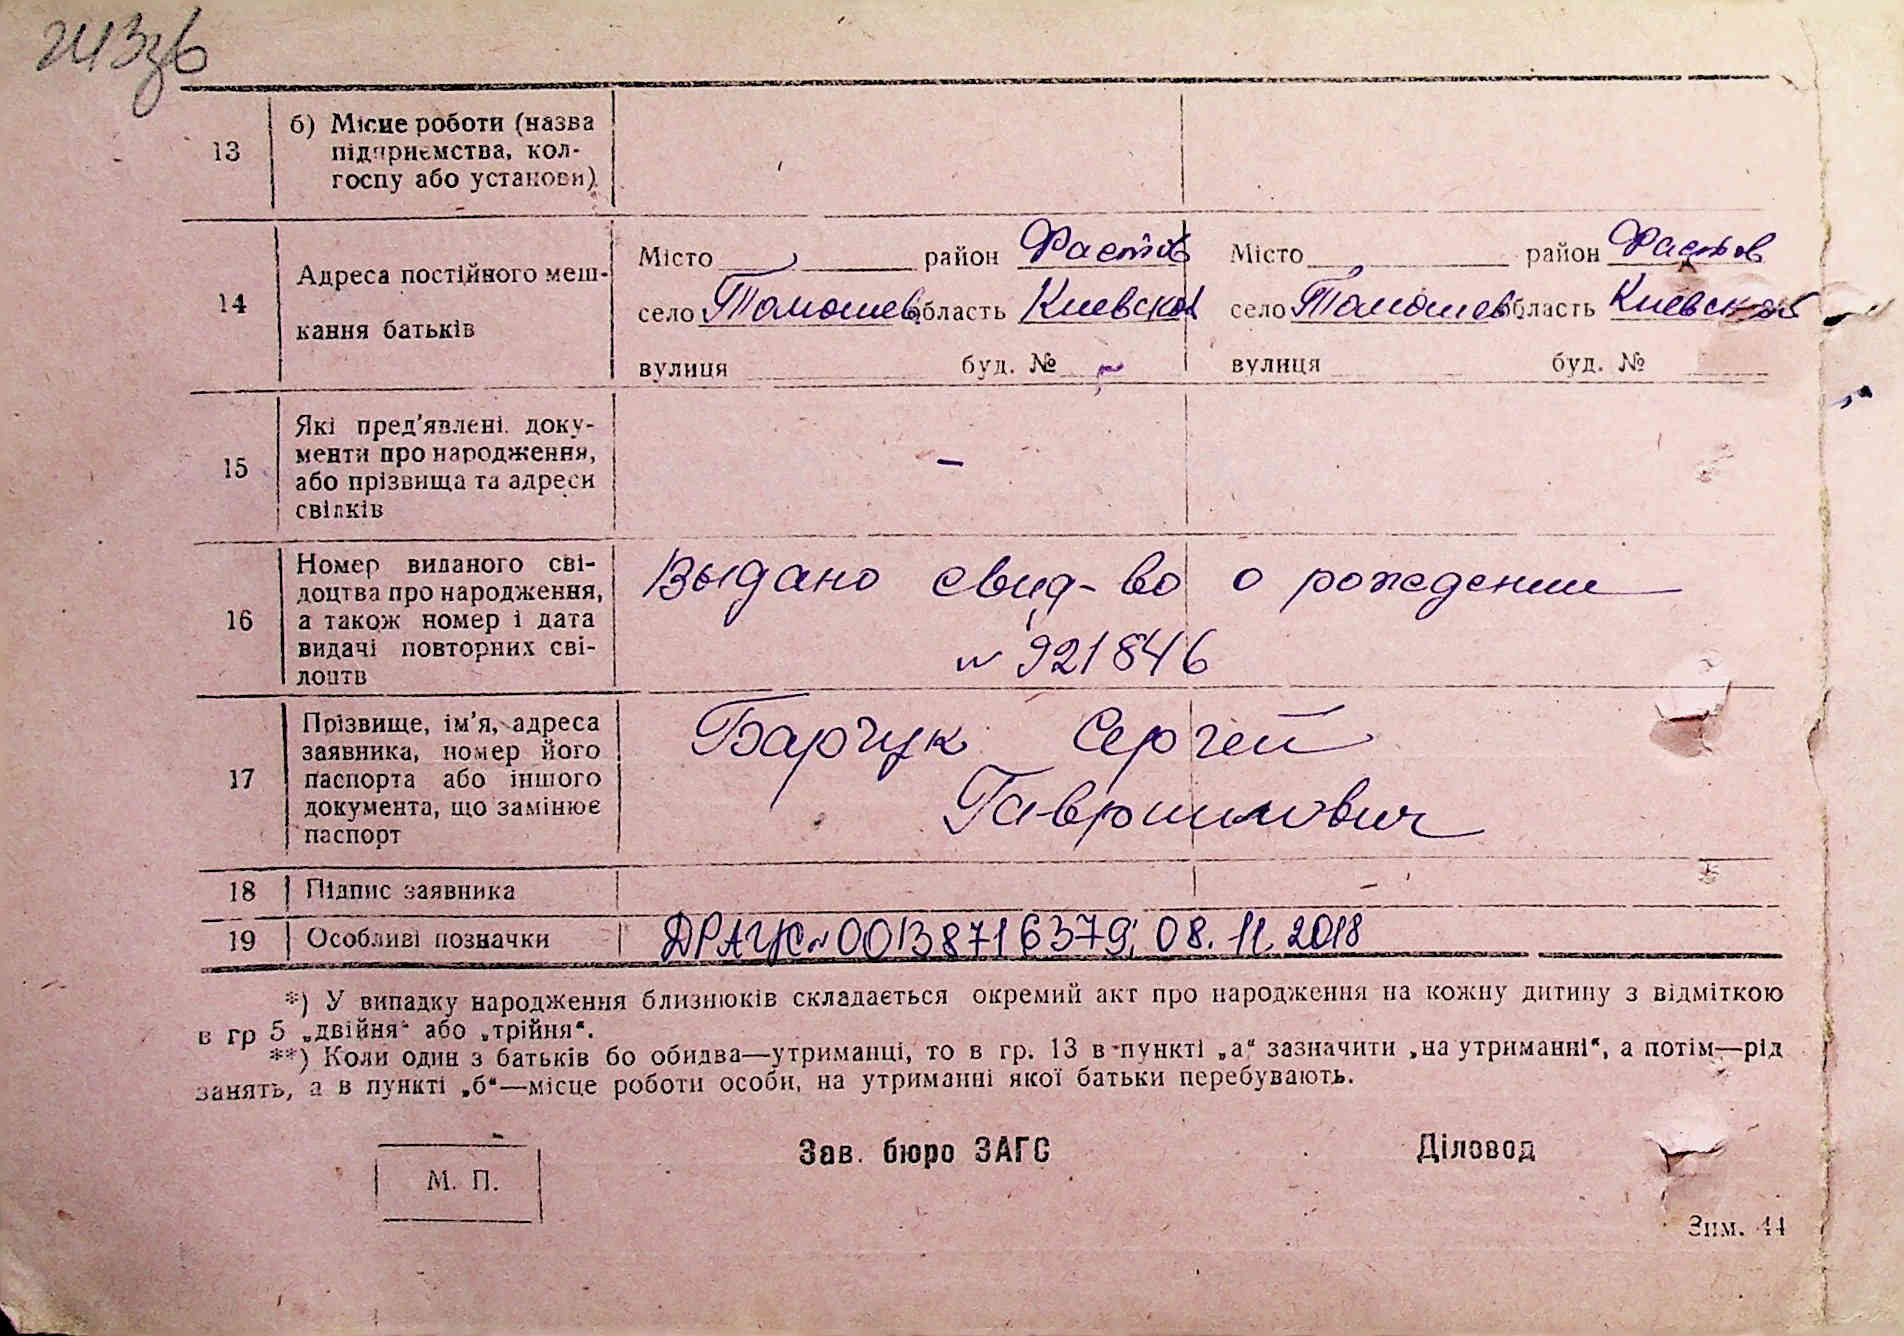 243зв
13
б) Місце роботи (назва
підприємства, кол-
госпу або установи)
14
Адреса постійного меш-
кання батьків
Місто район Фастов
село Томашев область Киевской
вулиця буд. №
Місто район Фастов
село Томашев область Киевской
вулиця буд. №
15
Які пред'явлені доку-
менти про народження,
або прізвища та адреси
свідків
–
16
Номер виданого сві-
доцтва про народження,
а також номер і дата
видачі повторних сві-
доцтв
Выдано свид-во о рождении
№ 921846
17
Прізвище, ім'я, адреса
заявника, номер його
паспорта або іншого
документа, що замінює
паспорт
Барчук Сергей
Гаврилович
18 Підпис заявника
19 Особливі позначки
ДРАЦС № 00138716379; 08.11.2018
*) У випадку народження близнюків складається окремий акт про народження на кожну дитину з відміткою
в гр 5 „двійня“ або „трійня“.
**) Коли один з батьків бо обидва—утриманці, то в гр. 13 в пункті „а“ зазначити „на утриманні“, а потім—рід
занять, а в пункті „б“—місце роботи особи, на утриманні якої батьки перебувають.
Зав. бюро ЗАГС Діловод
М. П.
Зим. 44